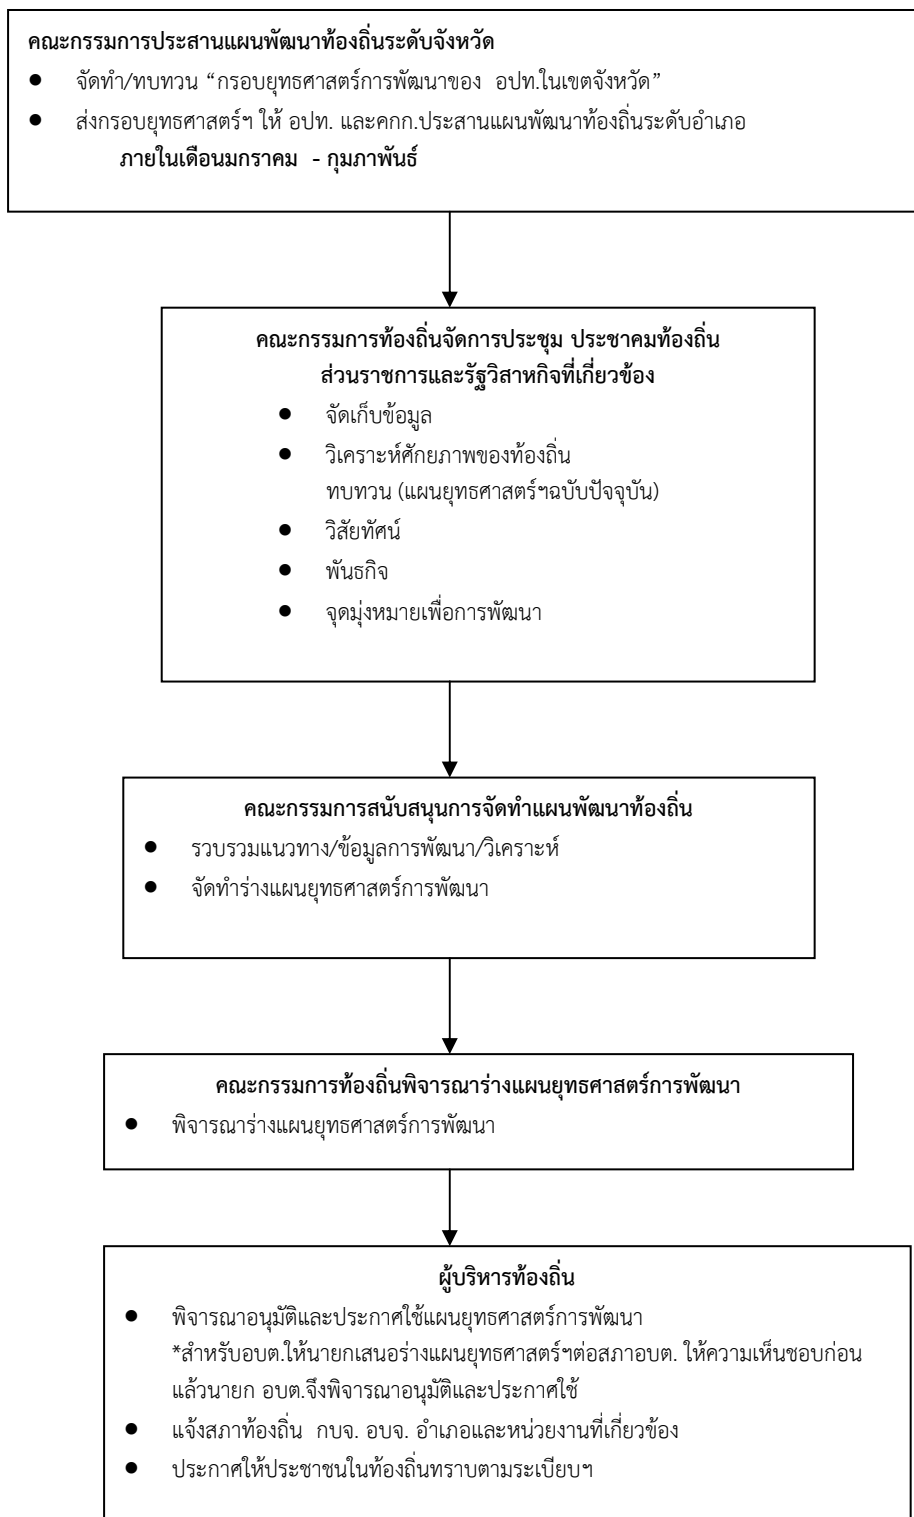 คณะกรรมการประสานแผนพัฒนาท้องถิ่นระดับจังหวัด
● จัดทำ/ทบทวน “กรอบยุทธศาสตร์การพัฒนาของ อปท.ในเขตจังหวัด”
● ส่งกรอบยุทธศาสตร์ฯ ให้ อปท. และคกก.ประสานแผนพัฒนาท้องถิ่นระดับอำเภอ
ภายในเดือนมกราคม - กุมภาพันธ์
คณะกรรมการท้องถิ่นจัดการประชุม ประชาคมท้องถิ่น
ส่วนราชการและรัฐวิสาหกิจที่เกี่ยวข้อง
● จัดเก็บข้อมูล
● วิเคราะห์ศักยภาพของท้องถิ่น
ทบทวน (แผนยุทธศาสตร์ฯฉบับปัจจุบัน)
● วิสัยทัศน์
● พันธกิจ
● จุดมุ่งหมายเพื่อการพัฒนา
คณะกรรมการสนับสนุนการจัดทำแผนพัฒนาท้องถิ่น
● รวบรวมแนวทาง/ข้อมูลการพัฒนา/วิเคราะห์
● จัดทำร่างแผนยุทธศาสตร์การพัฒนา
คณะกรรมการท้องถิ่นพิจารณาร่างแผนยุทธศาสตร์การพัฒนา
● พิจารณาร่างแผนยุทธศาสตร์การพัฒนา
ผู้บริหารท้องถิ่น
● พิจารณาอนุมัติและประกาศใช้แผนยุทธศาสตร์การพัฒนา
*สำหรับอบต.ให้นายกเสนอร่างแผนยุทธศาสตร์ฯต่อสภาอบต. ให้ความเห็นชอบก่อน
แล้วนายก อบต.จึงพิจารณาอนุมัติและประกาศใช้
● แจ้งสภาท้องถิ่น กบจ. อบจ. อำเภอและหน่วยงานที่เกี่ยวข้อง
● ประกาศให้ประชาชนในท้องถิ่นทราบตามระเบียบฯ